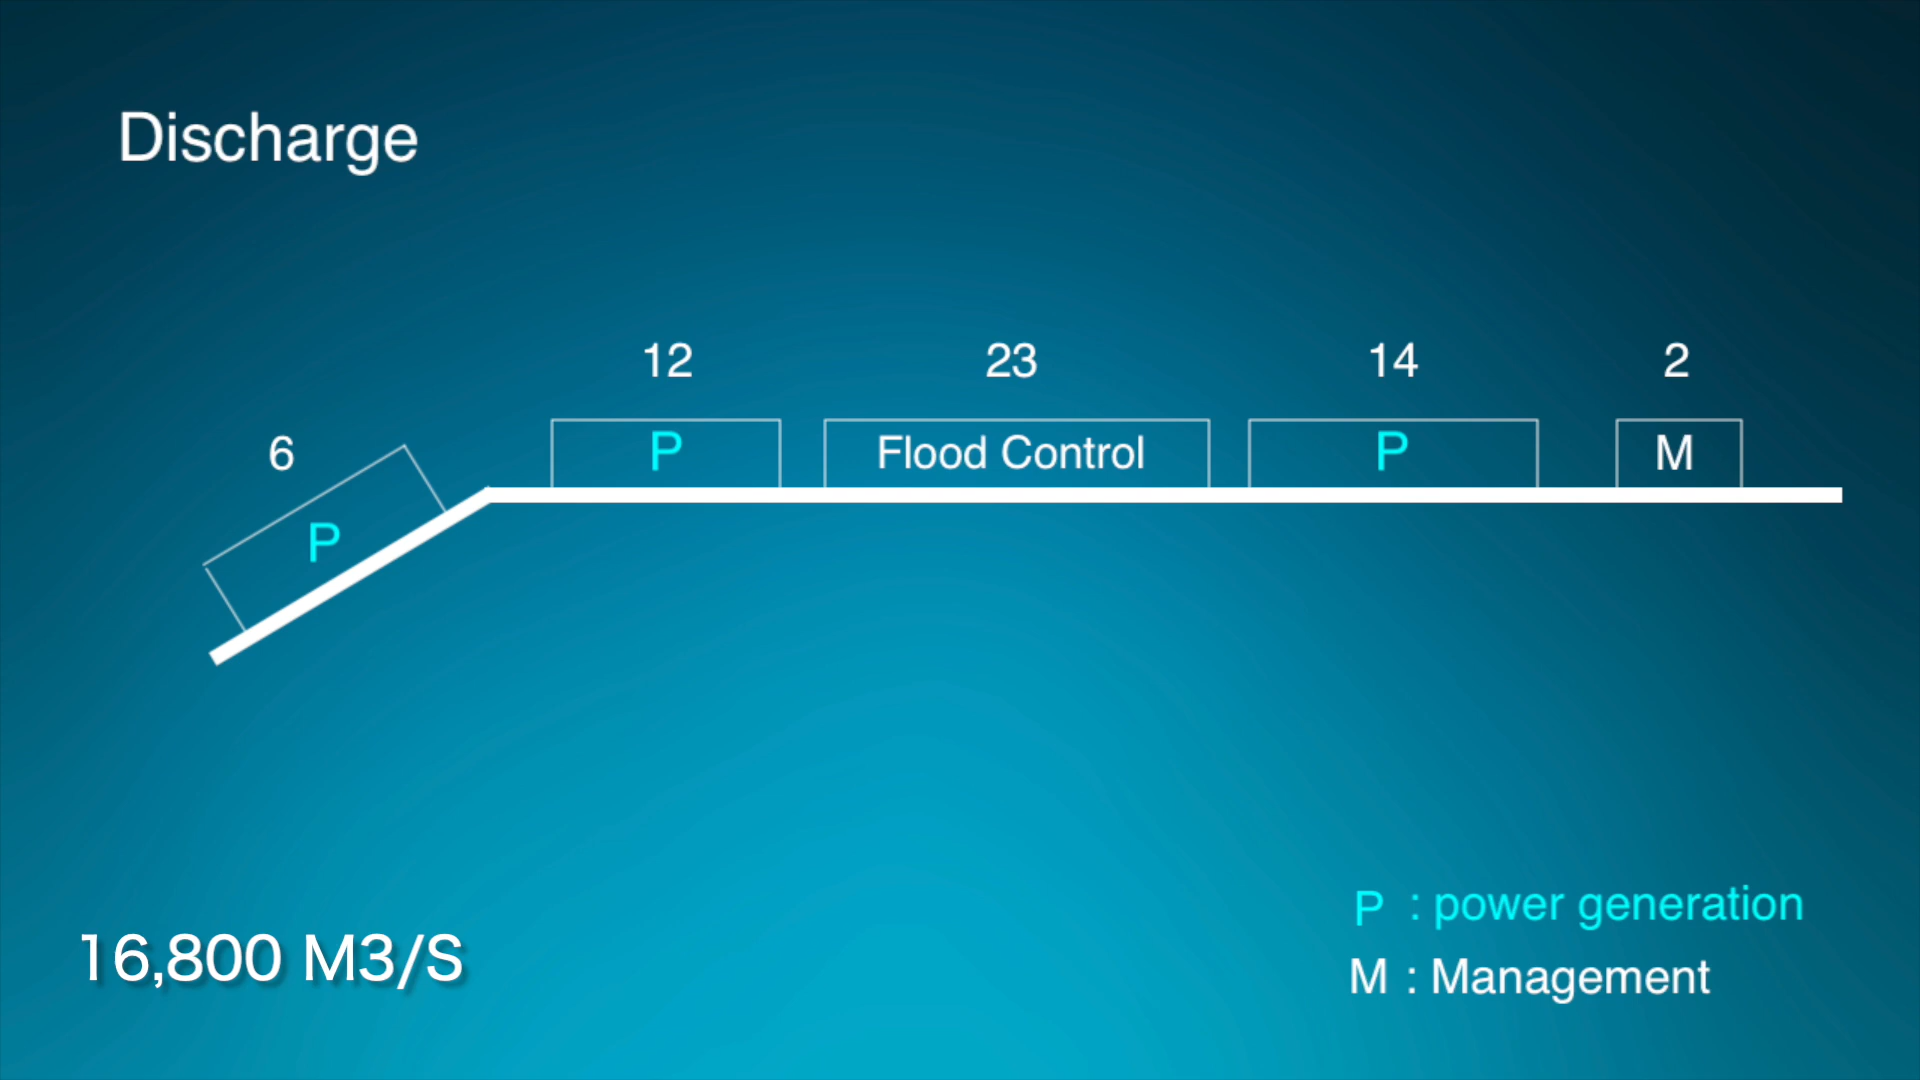 Discharge
12
23
14
2
6
P
Flood Control
P
M
P
P : power generation
16,800 M3/S
M : Management